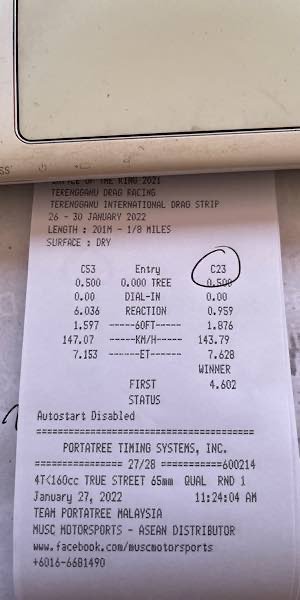 BATTLE OF THE KING 2021
TERENGGANU DRAG RACING
TERENGGANU INTERNATIONAL DRAG STRIP
26 - 30 JANUARY 2022
LENGTH : 201M - 1/8 MILES
SURFACE : DRY
C53 Entry C23
0.500 0.000 TREE 0.500
0.00 DIAL-IN 0.00
6.036 REACTION 0.959
1.597 ------60FT----- 1.876
147.07 -----KM/H----- 143.79
7.153 ------ET----- 7.628
WINNER
FIRST 4.602
STATUS
Autostart Disabled
=====================================
PORTATREE TIMING SYSTEMS, INC.
=============== 27/28 ===========600214
4T<160cc TRUE STREET 65mm QUAL RND 1
January 27, 2022 11:24:04 AM
TEAM PORTATREE MALAYSIA
MUSC MOTORSPORTS - ASEAN DISTRIBUTOR
www.facebook.com/muscmotorsports
+6016-6681490